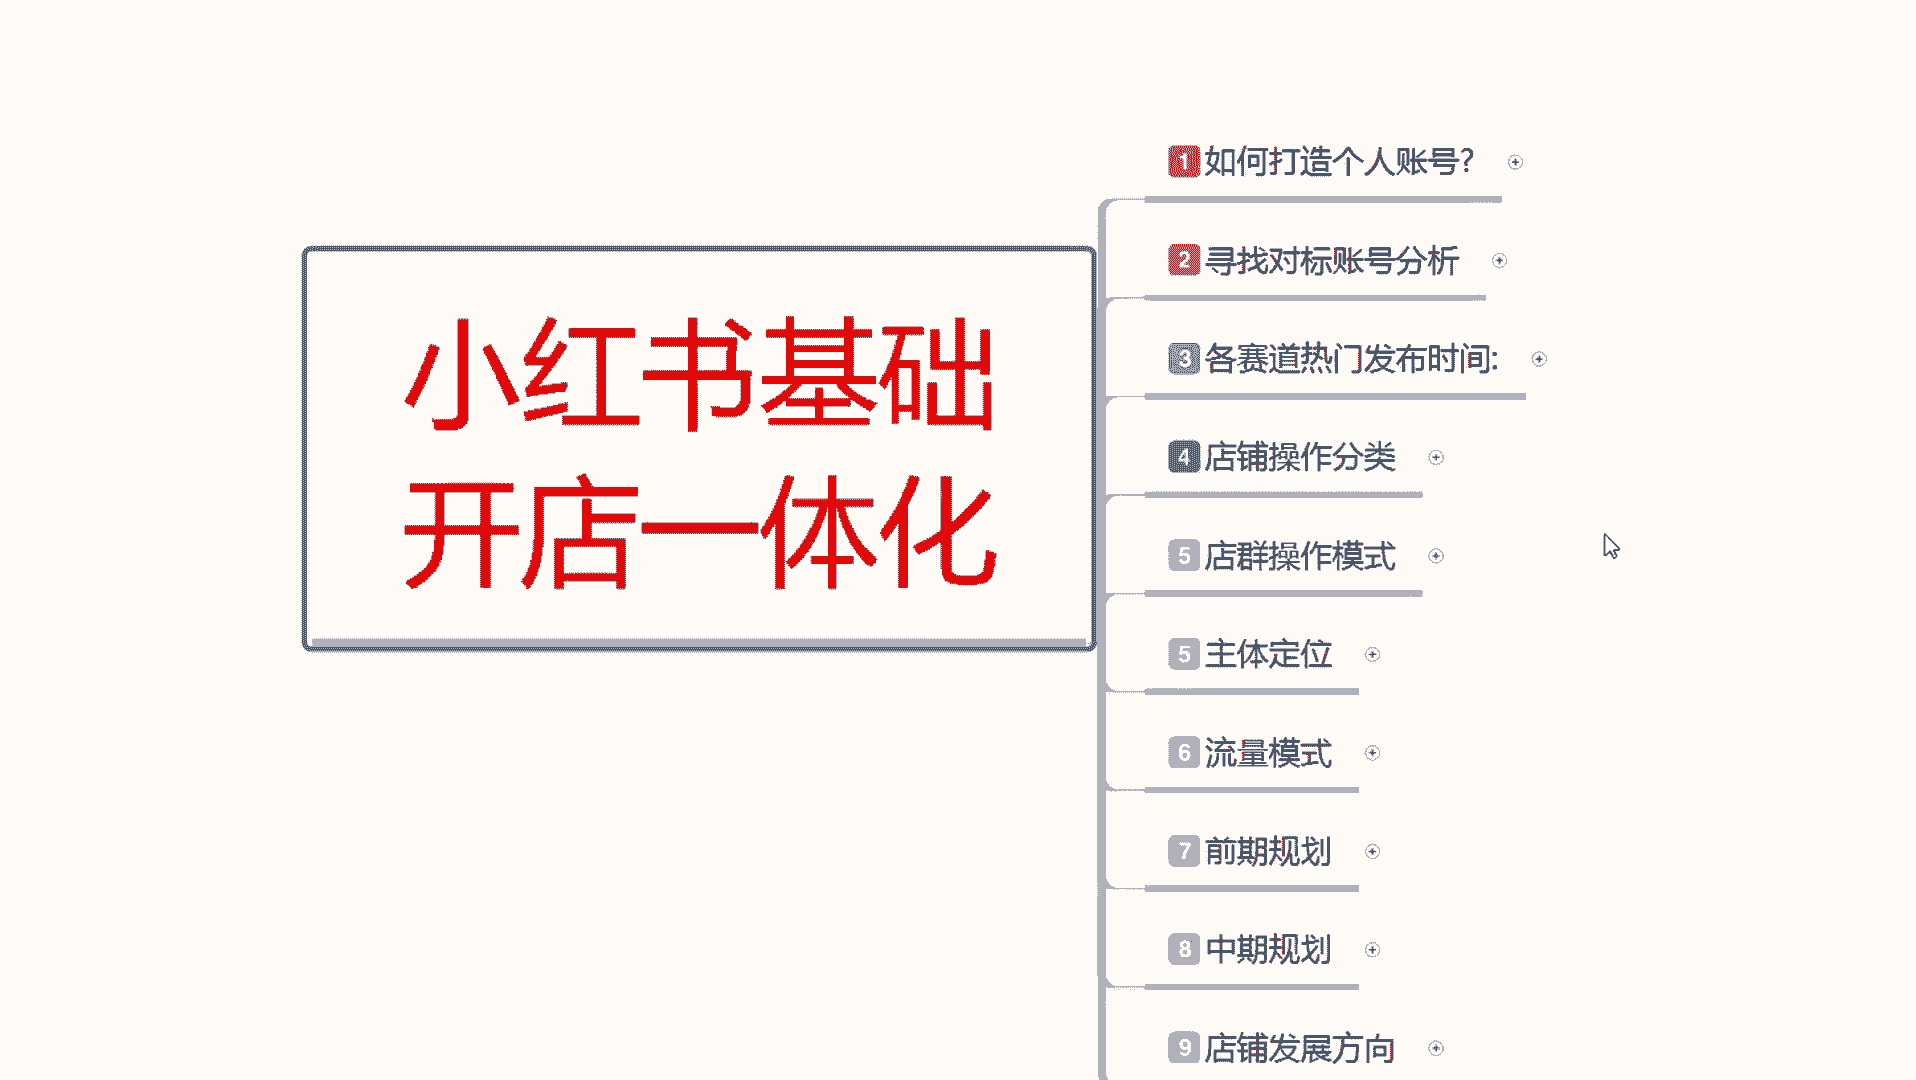 小红书基础
开店一体化
1 如何打造个人账号?
2 寻找对标账号分析
3 各赛道热门发布时间:
4 店铺操作分类
5 店群操作模式
5 主体定位
6 流量模式
7 前期规划
8 中期规划
9 店铺发展方向